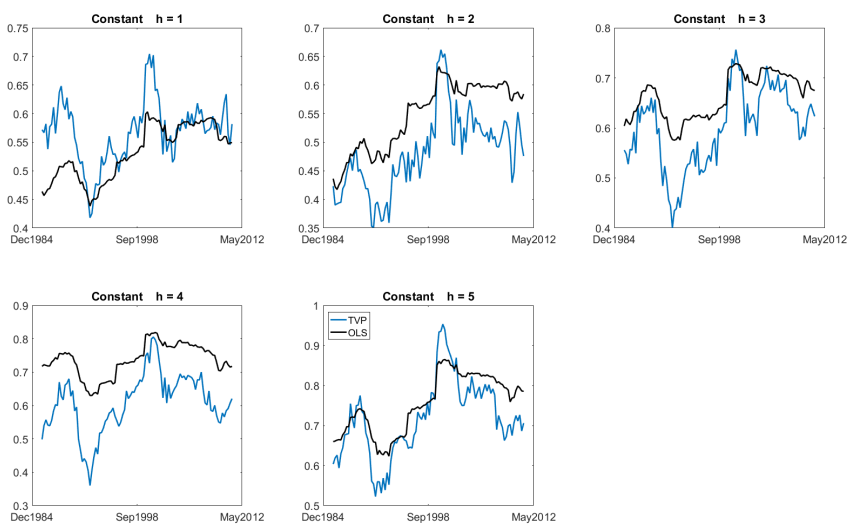 Constant h = 1
0.75
0.7
0.65
0.6
0.55
0.5
0.45
0.4
Dec1984 Sep1998 May2012
Constant h = 2
0.7
0.65
0.6
0.55
0.5
0.45
0.4
0.35
Dec1984 Sep1998 May2012
Constant h = 3
0.8
0.7
0.6
0.5
0.4
Dec1984 Sep1998 May2012
Constant h = 4
0.9
0.8
0.7
0.6
0.5
0.4
0.3
Dec1984 Sep1998 May2012
Constant h = 5
1
0.9
0.8
0.7
0.6
0.5
TVP
OLS
Dec1984 Sep1998 May2012